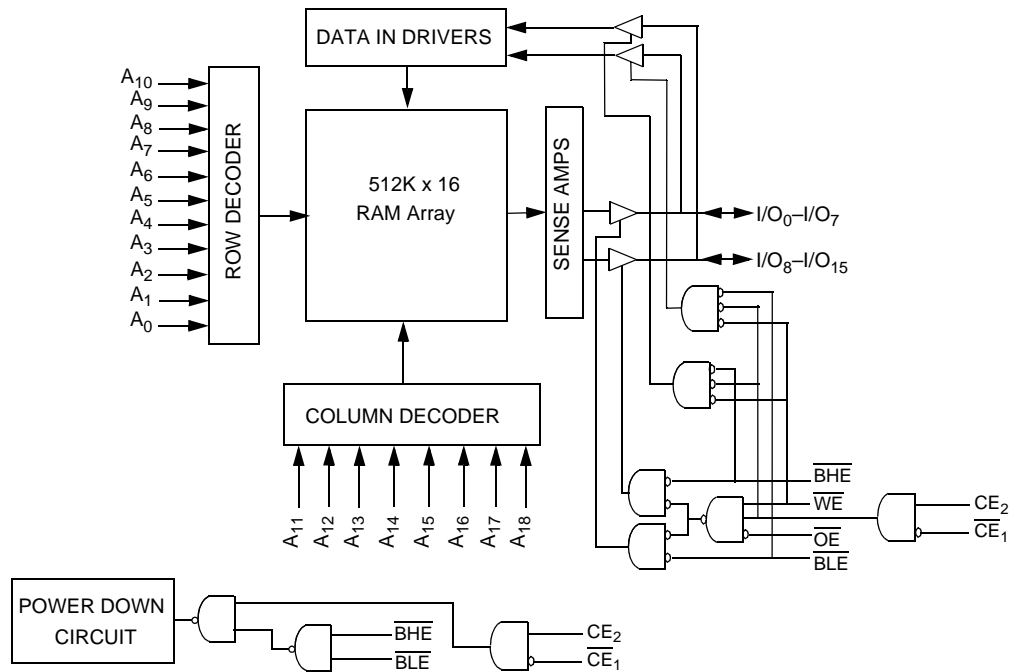 DATA IN DRIVERS
A10
A9
A8
A7
A6
A5
A4
A3
A2
A1
A0
ROW DECODER
512K x 16
RAM Array
SENSE AMPS
I/O0–I/O7
I/O8–I/O15
COLUMN DECODER
A11
A12
A13
A14
A15
A16
A17
A18
BHE
WE
OE
BLE
CE2
CE1
POWER DOWN
CIRCUIT
BHE
BLE
CE2
CE1